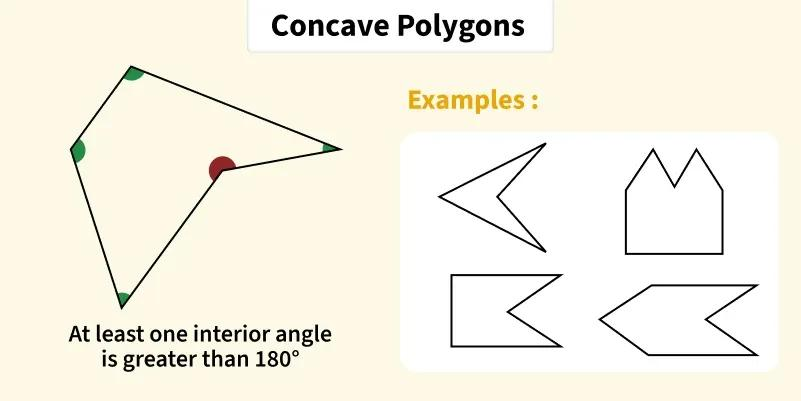 Concave Polygons
Examples :
At least one interior angle
is greater than 180°